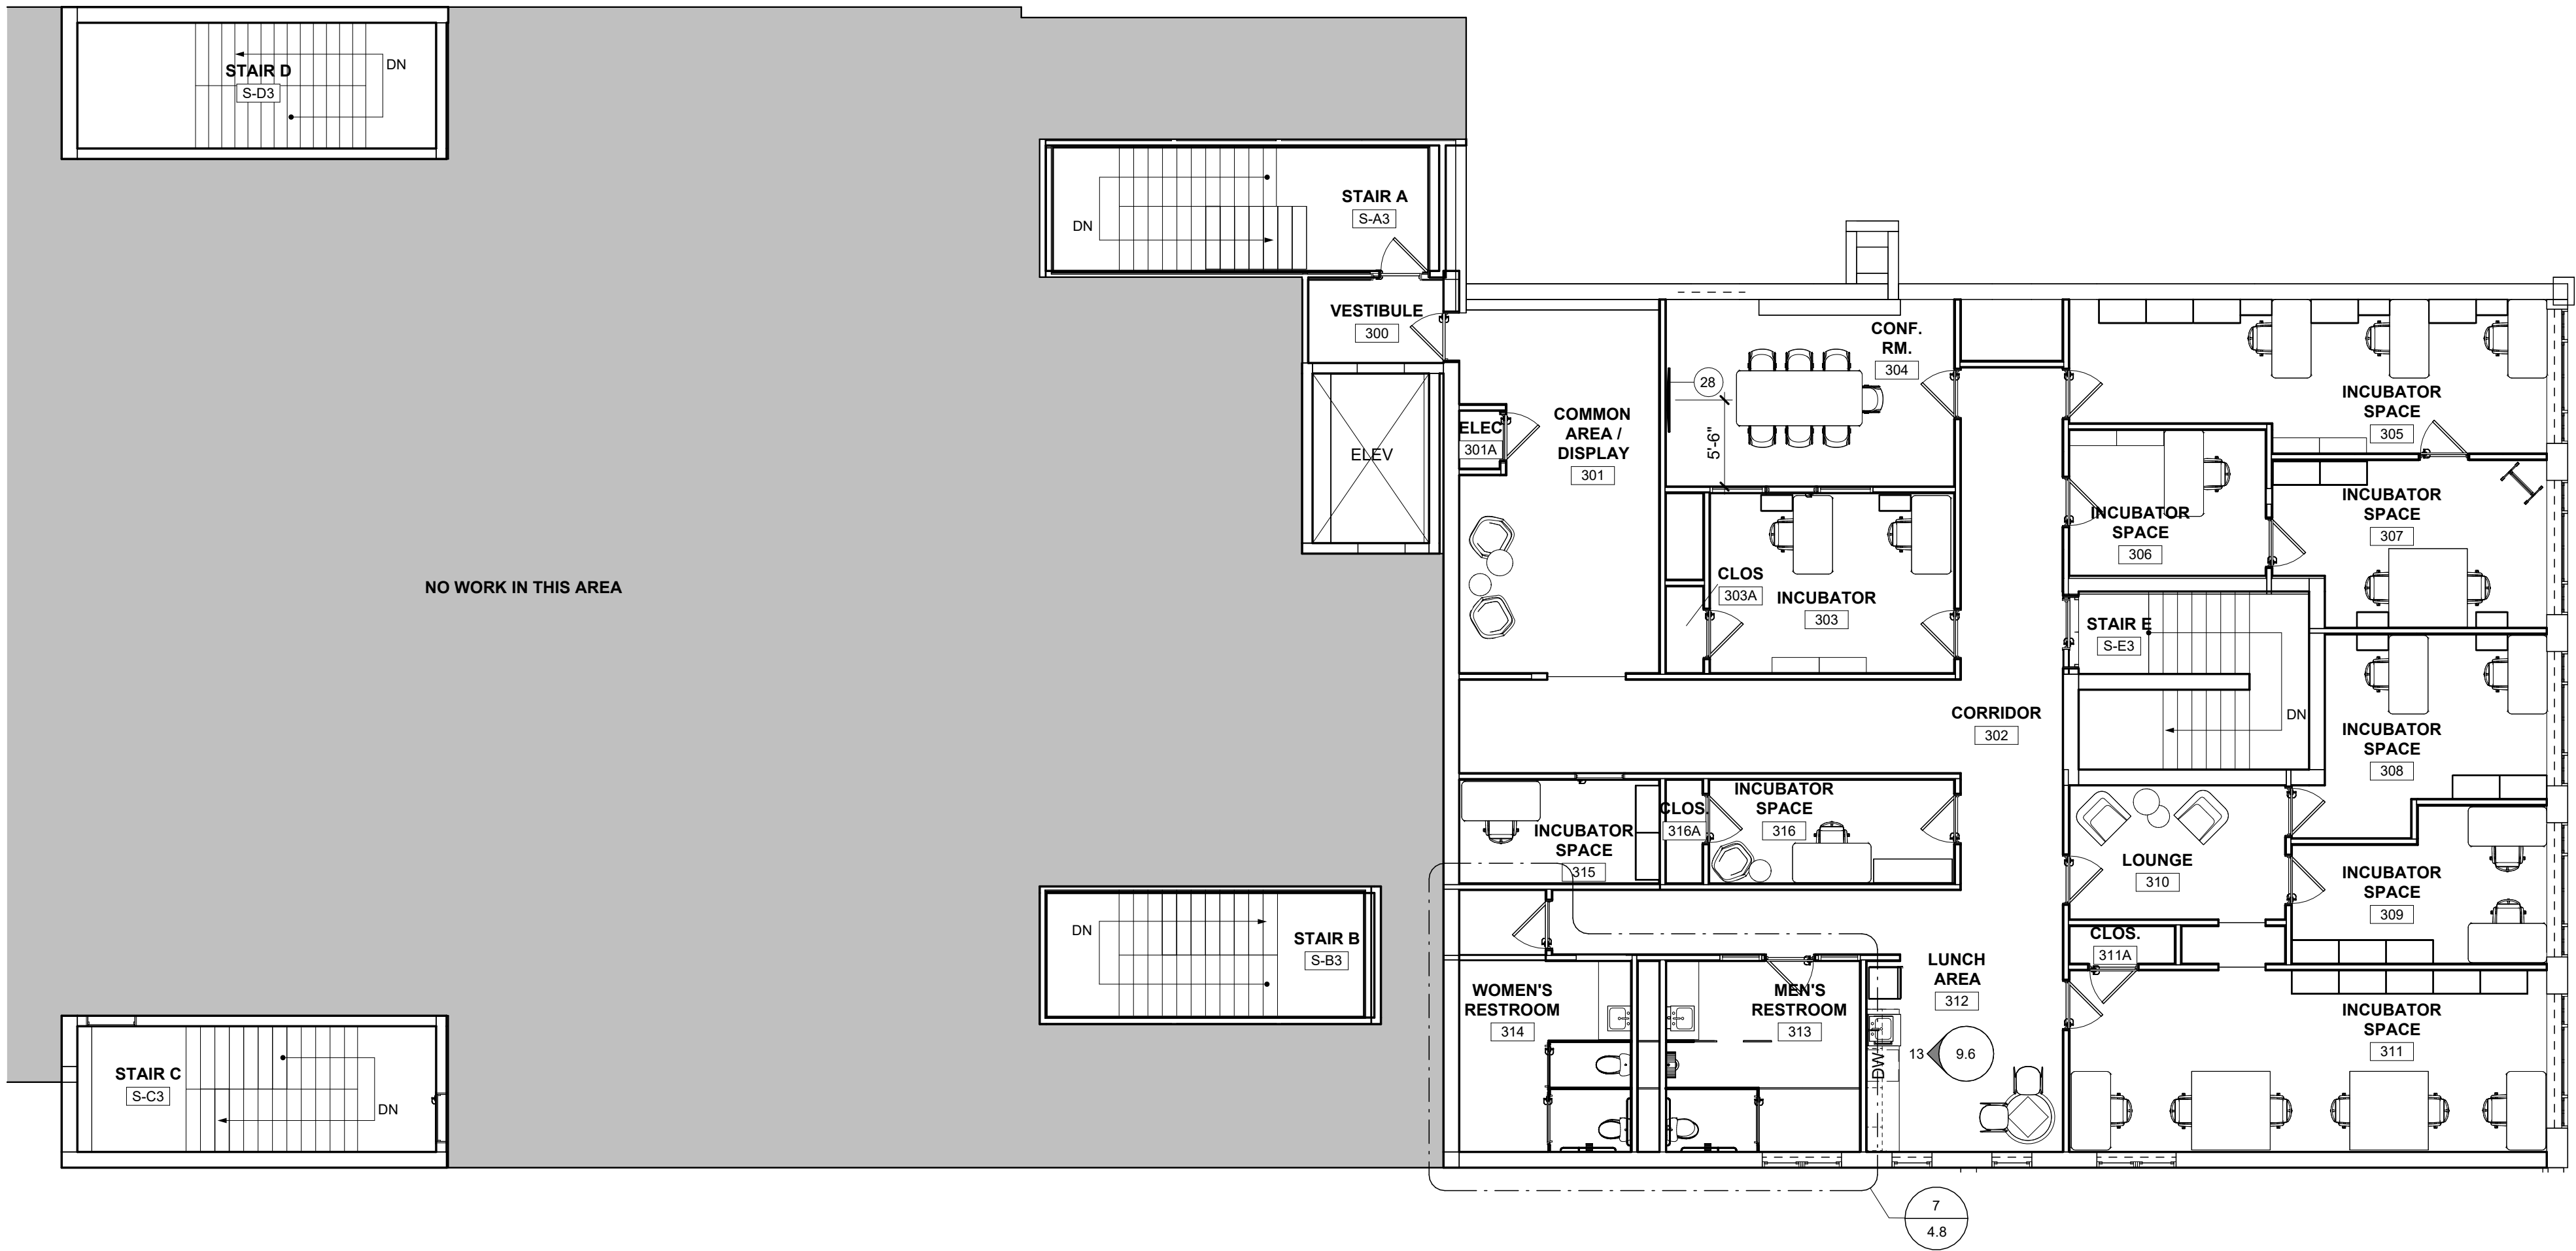 STAIR D
S-D3
DN
STAIR A
S-A3
DN
VESTIBULE
300
ELEV
ELEC
301A
COMMON
AREA /
DISPLAY
301
CONF.
RM.
304
28
5'-6"
CLOS
303A
INCUBATOR
303
INCUBATOR
SPACE
305
INCUBATOR
SPACE
306
INCUBATOR
SPACE
307
NO WORK IN THIS AREA
STAIR E
S-E3
DN
CORRIDOR
302
INCUBATOR
SPACE
308
INCUBATOR
SPACE
315
CLOS.
316A
INCUBATOR
SPACE
316
LOUNGE
310
INCUBATOR
SPACE
309
DN
STAIR B
S-B3
CLOS.
311A
WOMEN'S
RESTROOM
314
MEN'S
RESTROOM
313
LUNCH
AREA
312
INCUBATOR
SPACE
311
DW
13
9.6
STAIR C
S-C3
DN
7
4.8